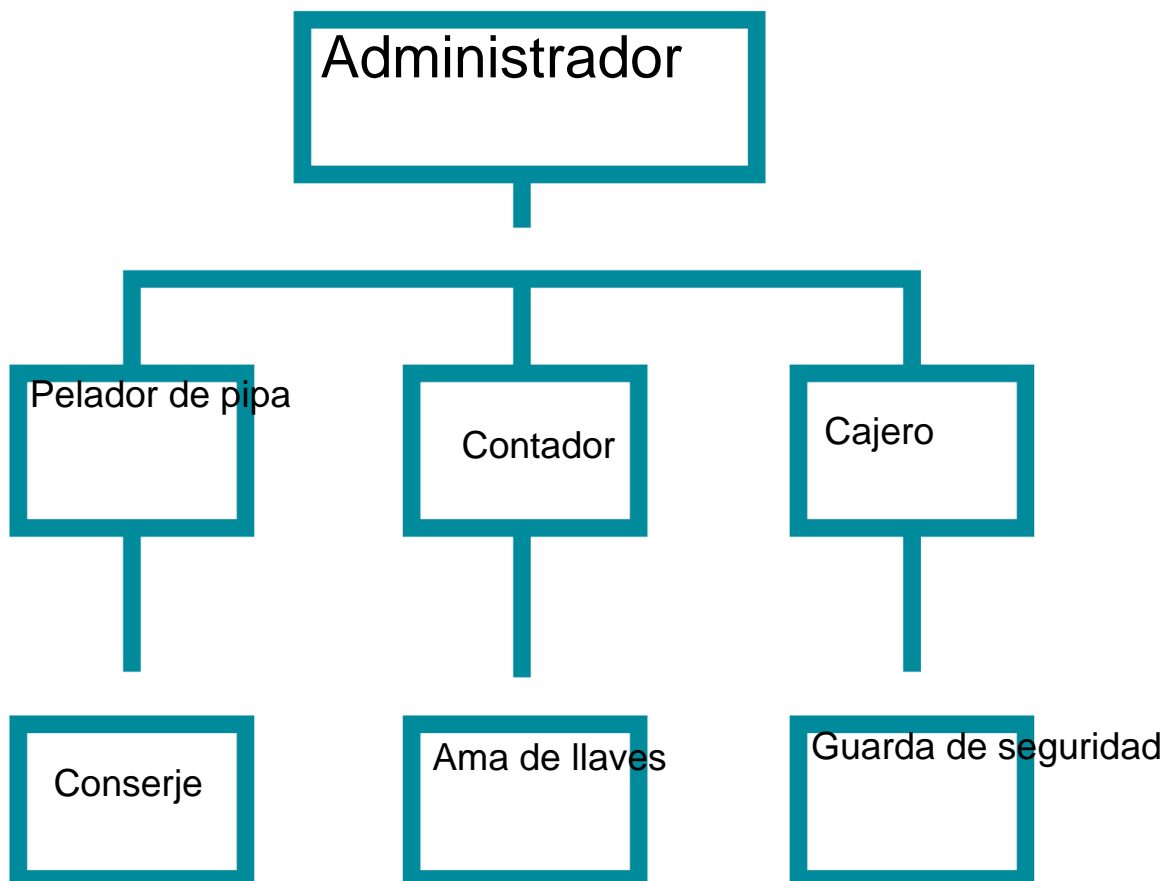 Administrador
Pelador de pipa
Contador
Cajero
Conserje
Ama de llaves
Guarda de seguridad